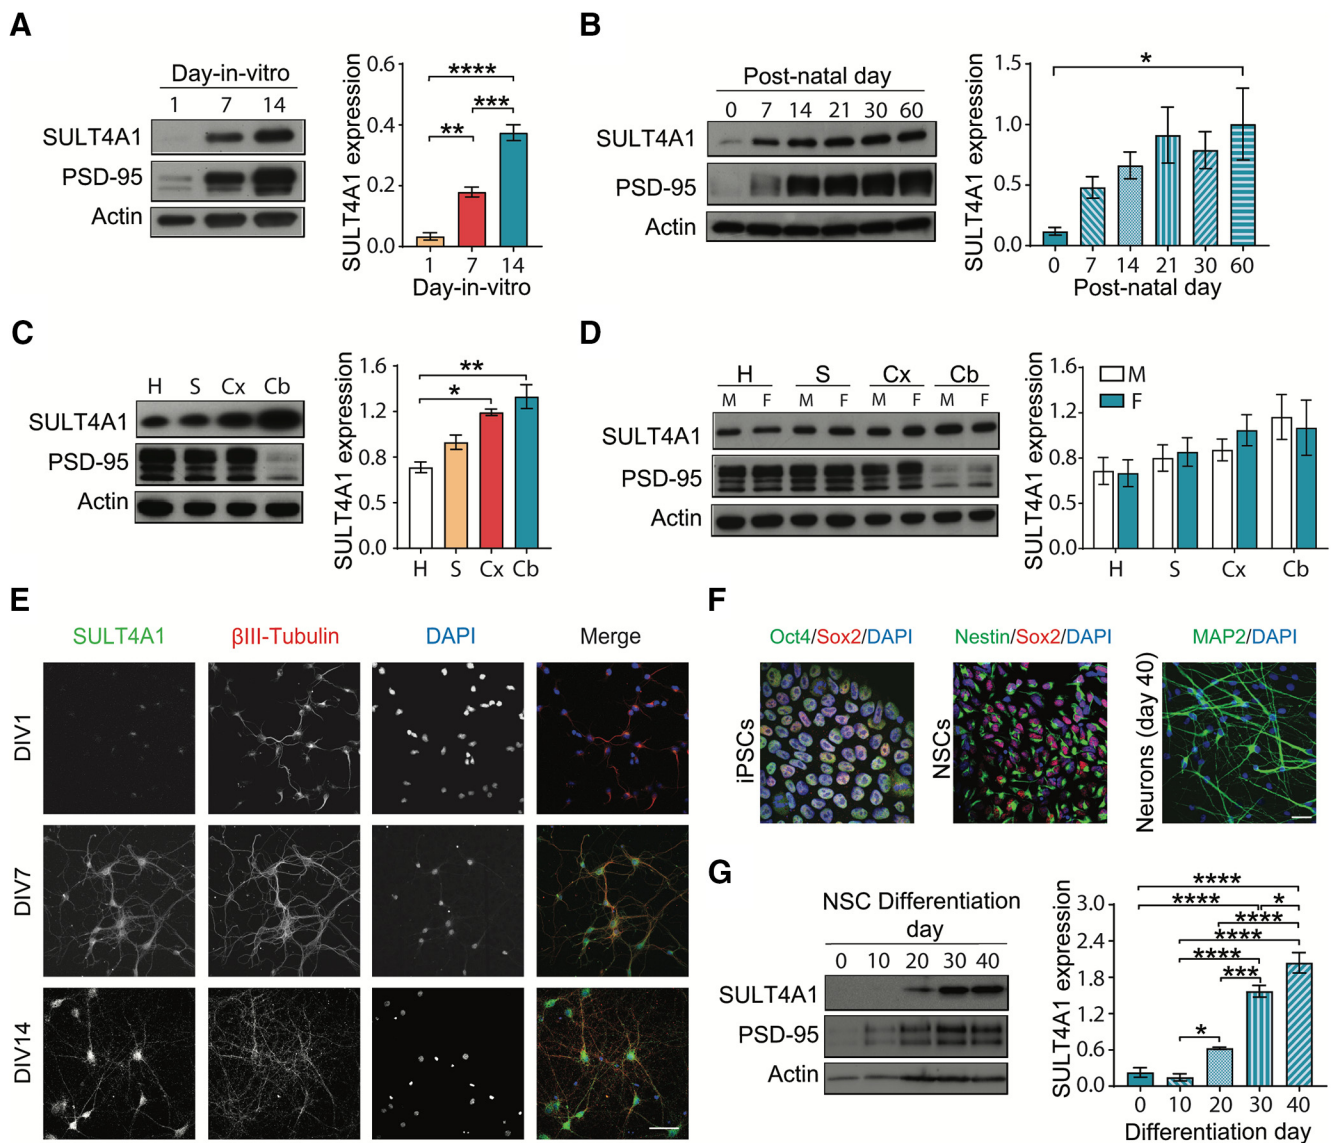 A
Day-in-vitro
1 7 14
SULT4A1
PSD-95
Actin
SULT4A1 expression
0.6
0.4
0.2
0.0
****
***
**
1 7 14
Day-in-vitro
B
Post-natal day
0 7 14 21 30 60
SULT4A1
PSD-95
Actin
SULT4A1 expression
1.5
1.0
0.5
0.0
*
0 7 14 21 30 60
Post-natal day
C
H S Cx Cb
SULT4A1
PSD-95
Actin
SULT4A1 expression
1.6
1.2
0.8
0.5
0.0
**
*
H S Cx Cb
D
H S Cx Cb
M F M F M F M F
SULT4A1
PSD-95
Actin
SULT4A1 expression
1.6
1.2
0.8
0.5
0.0
M
F
H S Cx Cb
E
SULT4A1 βIII-Tubulin DAPI Merge
DIV1
DIV7
DIV14
F
Oct4/Sox2/DAPI Nestin/Sox2/DAPI MAP2/DAPI
iPSCs
NSCs
Neurons (day 40)
G
NSC Differentiation
day
0 10 20 30 40
SULT4A1
PSD-95
Actin
SULT4A1 expression
3.0
2.4
1.8
1.2
0.6
0.0
****
**** *
****
****
****
***
*
0 10 20 30 40
Differentiation day